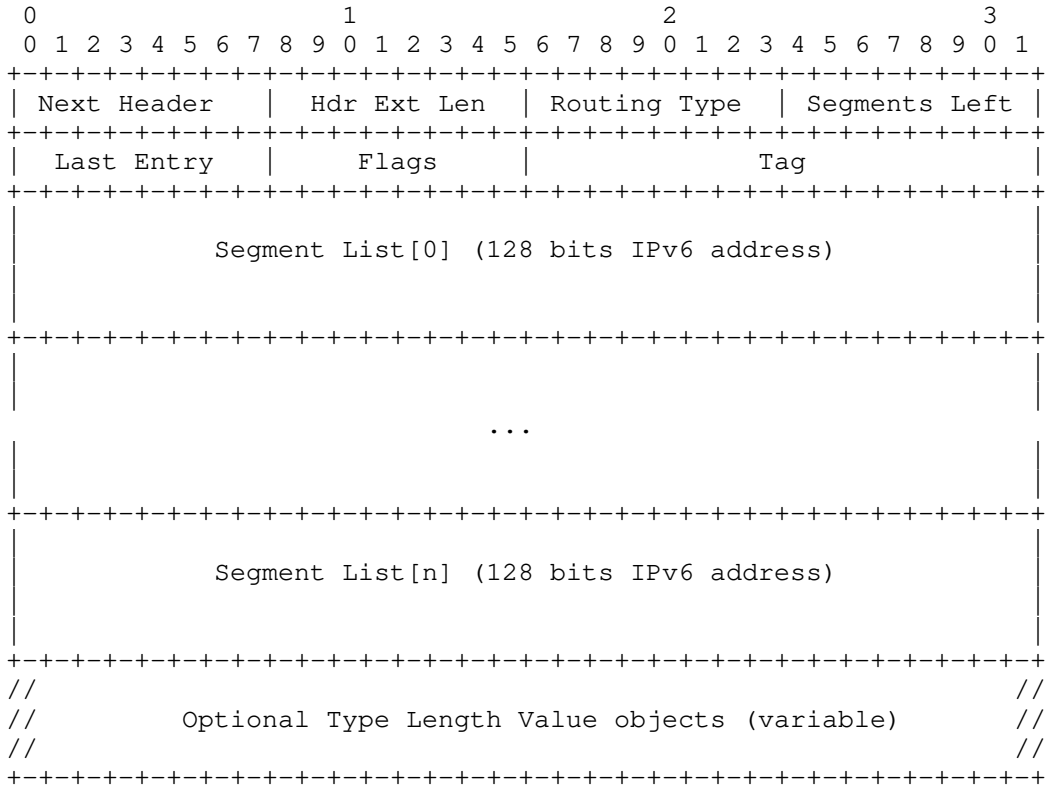 0                   1                   2                   3
 0 1 2 3 4 5 6 7 8 9 0 1 2 3 4 5 6 7 8 9 0 1 2 3 4 5 6 7 8 9 0 1
+-+-+-+-+-+-+-+-+-+-+-+-+-+-+-+-+-+-+-+-+-+-+-+-+-+-+-+-+-+-+-+-+
| Next Header   |  Hdr Ext Len  | Routing Type  | Segments Left |
+-+-+-+-+-+-+-+-+-+-+-+-+-+-+-+-+-+-+-+-+-+-+-+-+-+-+-+-+-+-+-+-+
|  Last Entry   |     Flags     |              Tag              |
+-+-+-+-+-+-+-+-+-+-+-+-+-+-+-+-+-+-+-+-+-+-+-+-+-+-+-+-+-+-+-+-+
|                                                               |
|            Segment List[0] (128 bits IPv6 address)            |
|                                                               |
|                                                               |
+-+-+-+-+-+-+-+-+-+-+-+-+-+-+-+-+-+-+-+-+-+-+-+-+-+-+-+-+-+-+-+-+
|                                                               |
|                                                               |
                              ...
|                                                               |
|                                                               |
+-+-+-+-+-+-+-+-+-+-+-+-+-+-+-+-+-+-+-+-+-+-+-+-+-+-+-+-+-+-+-+-+
|                                                               |
|            Segment List[n] (128 bits IPv6 address)            |
|                                                               |
|                                                               |
+-+-+-+-+-+-+-+-+-+-+-+-+-+-+-+-+-+-+-+-+-+-+-+-+-+-+-+-+-+-+-+-+
//                                                             //
//         Optional Type Length Value objects (variable)       //
//                                                             //
+-+-+-+-+-+-+-+-+-+-+-+-+-+-+-+-+-+-+-+-+-+-+-+-+-+-+-+-+-+-+-+-+